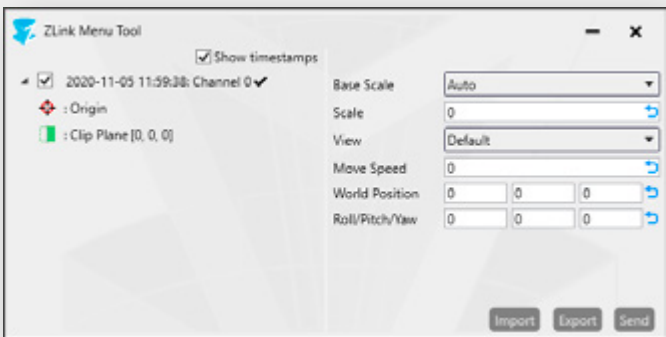 ZLink Menu Tool
Show timestamps
2020-11-05 11:59:38: Channel 0✔
: Origin
: Clip Plane [0, 0, 0]
Base Scale Auto
Scale 0
View Default
Move Speed 0
World Position 0 0 0
Roll/Pitch/Yaw 0 0 0
Import Export Send